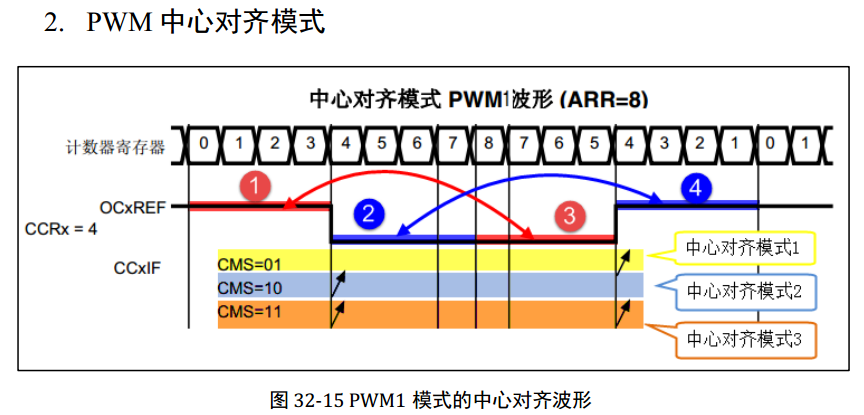 2. PWM 中心对齐模式
中心对齐模式 PWM1波形 (ARR=8)
计数器寄存器 0 1 2 3 4 5 6 7 8 7 6 5 4 3 2 1 0 1
1 4
OCxREF
2 3
CCRx = 4
中心对齐模式1
CCxIF CMS=01
CMS=10 中心对齐模式2
CMS=11
中心对齐模式3
图 32-15 PWM1 模式的中心对齐波形